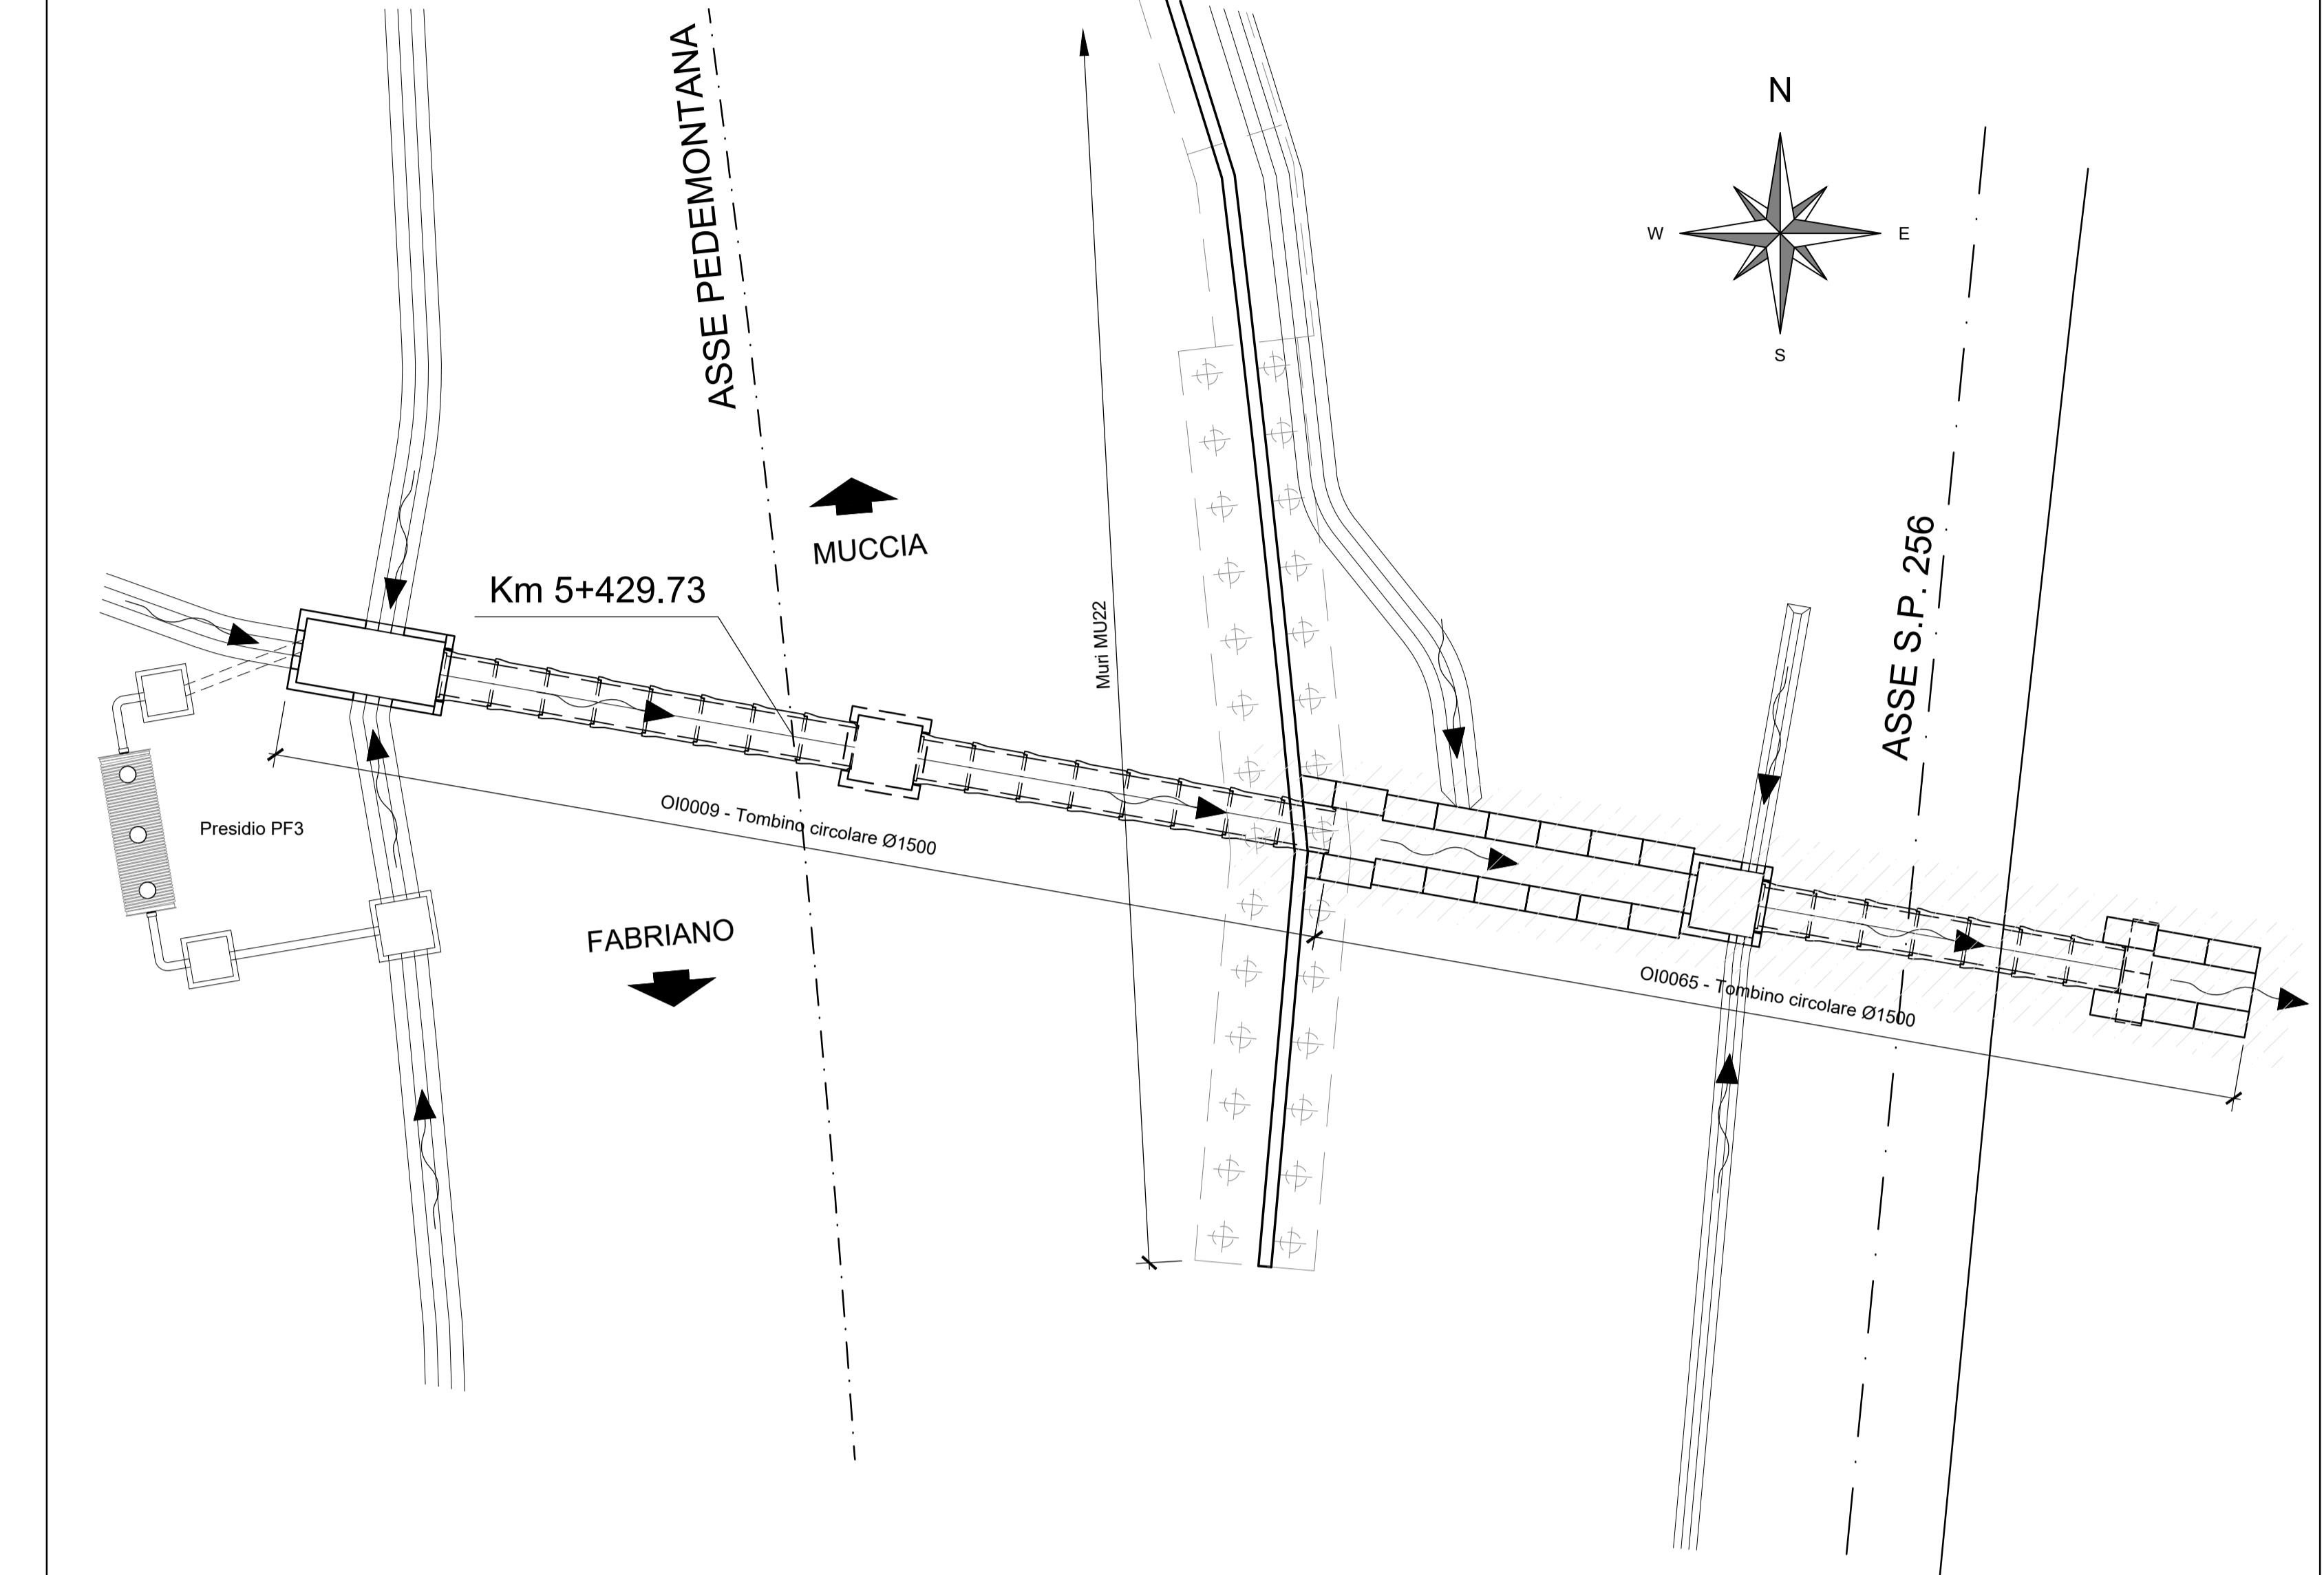 ASSE PEDEMONTANA
N
W
E
S
MUCCIA
Km 5+429.73
Muri MU22
ASSE S.P. 256
OI0009 - Tombino circolare Ø1500
Presidio PF3
FABRIANO
OI0065 - Tombino circolare Ø1500